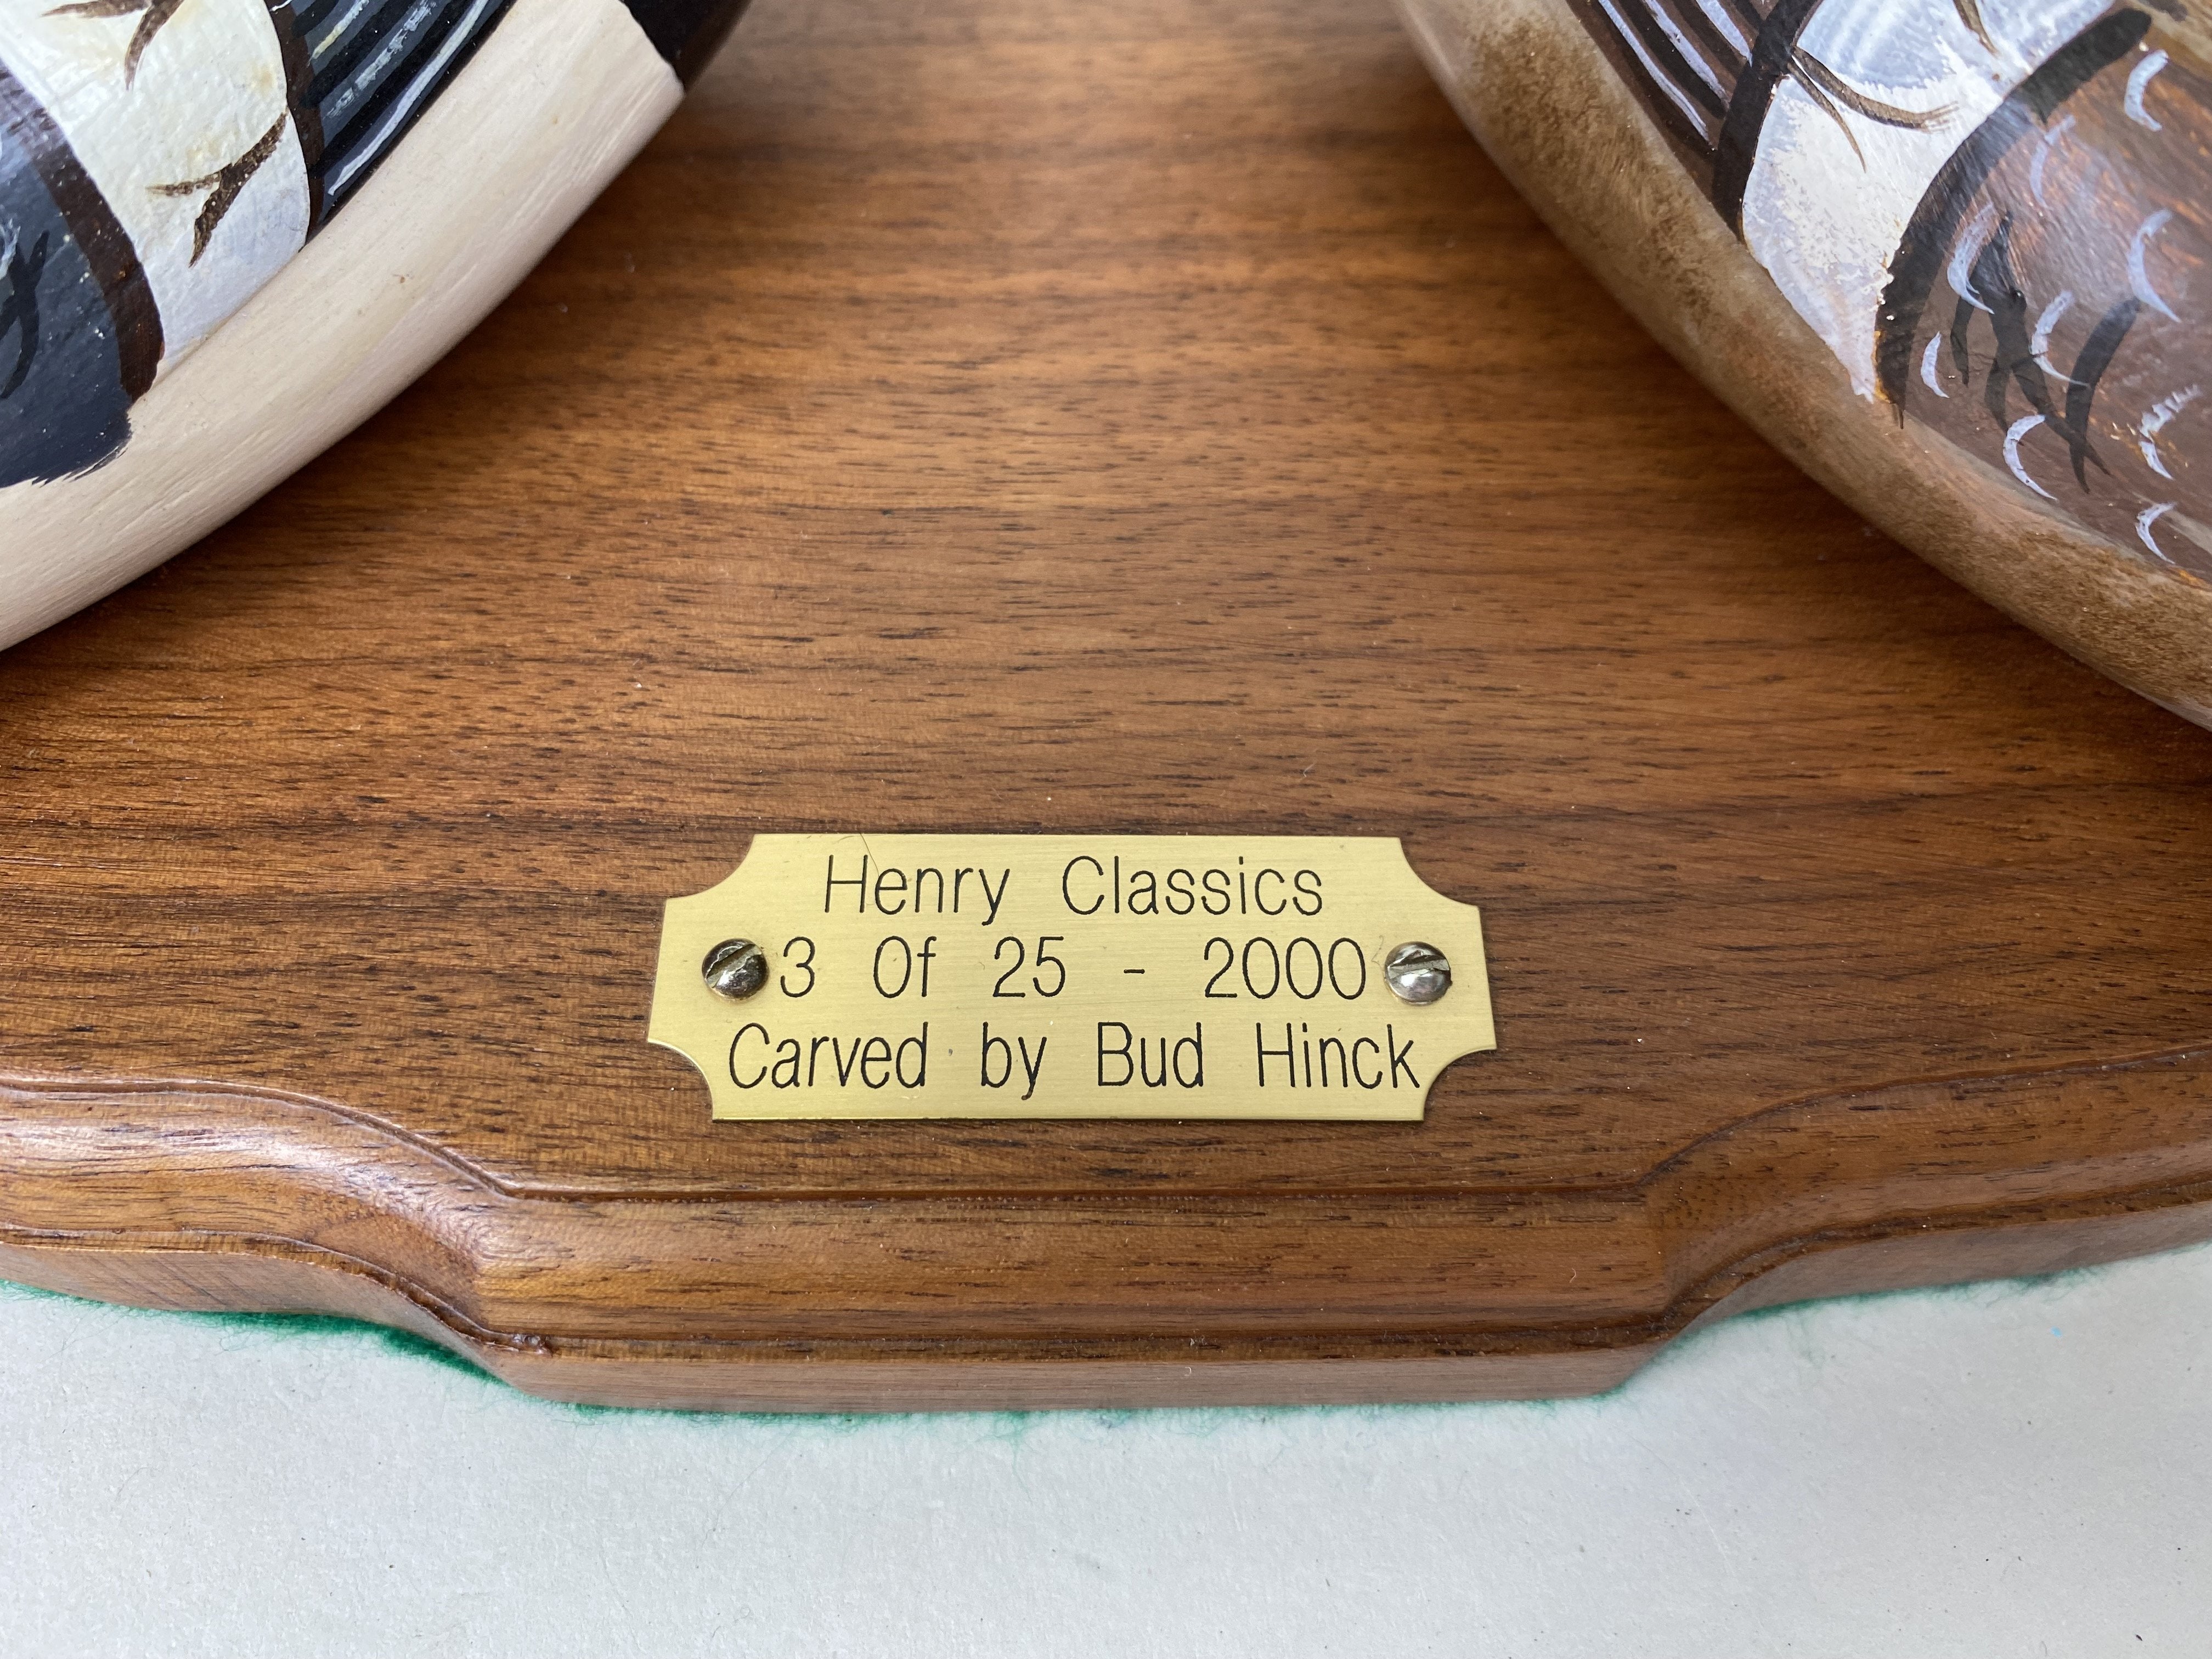 Henry Classics
3 Of 25 - 2000
Carved by Bud Hinck